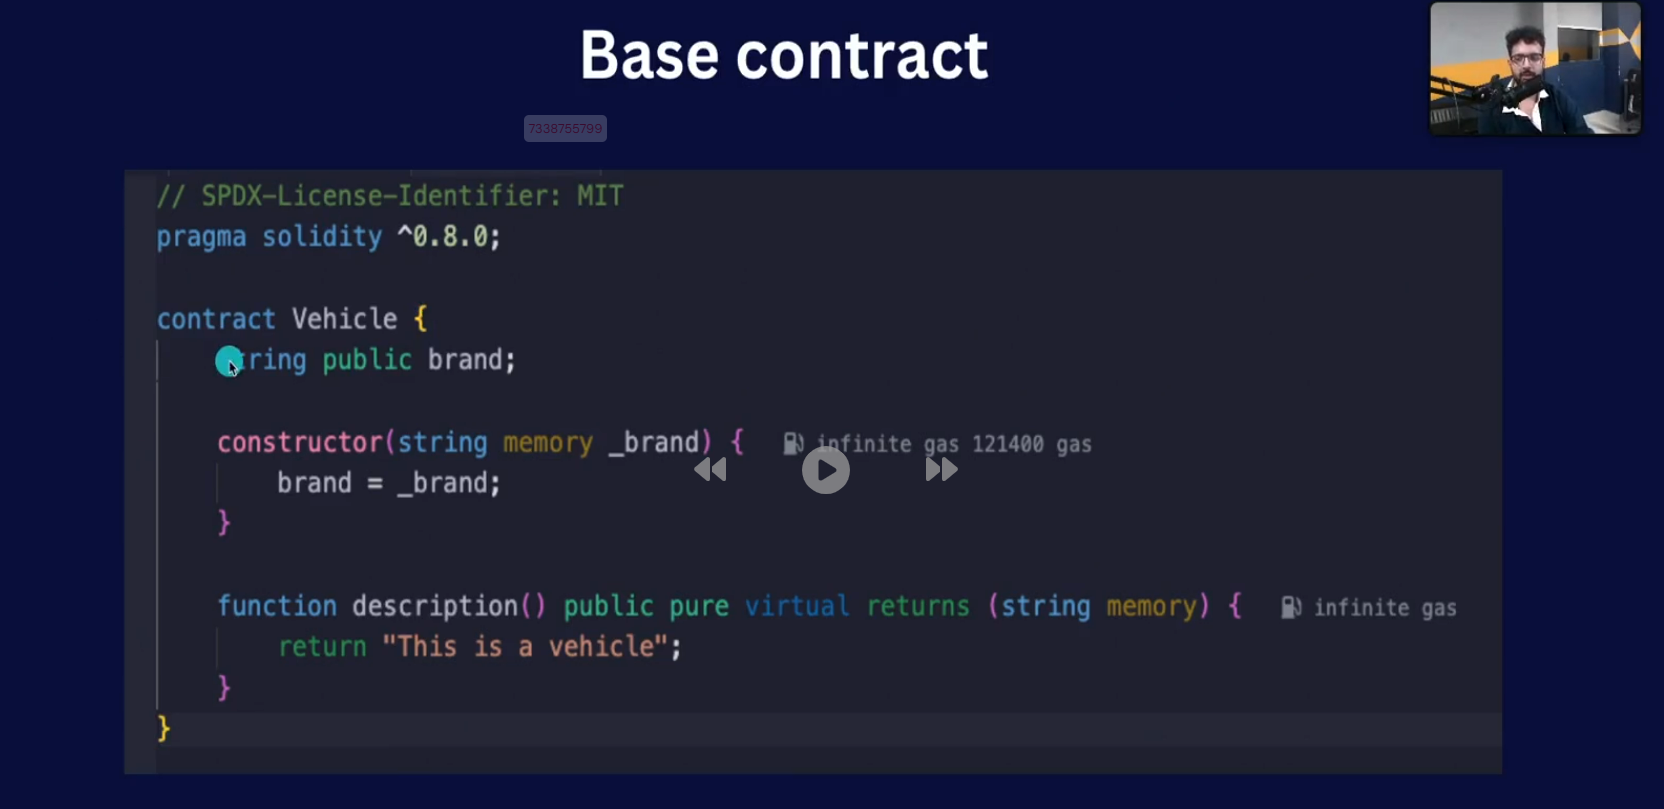 Base contract
7338755799
// SPDX-License-Identifier: MIT
pragma solidity ^0.8.0;
contract Vehicle {
string public brand;
constructor(string memory _brand) { infinite gas 121400 gas
brand = _brand;
}
function description() public pure virtual returns (string memory) { infinite gas
return "This is a vehicle";
}
}